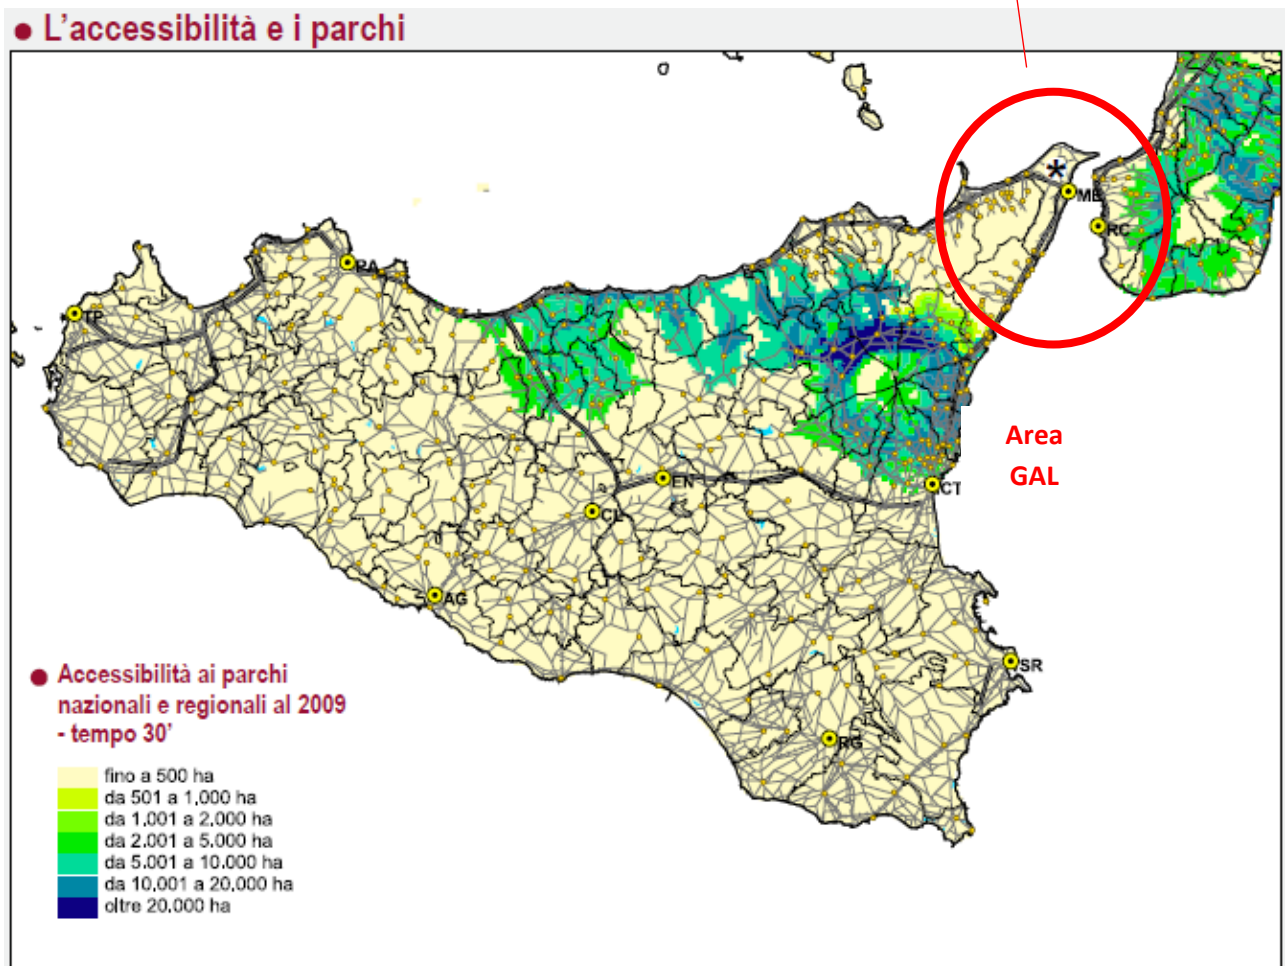 L'accessibilità e i parchi
*
ME
RC
PA
TP
Area
GAL
EN
CT
CL
AG
SR
RG
Accessibilità ai parchi
nazionali e regionali al 2009
- tempo 30'
fino a 500 ha
da 501 a 1.000 ha
da 1.001 a 2.000 ha
da 2.001 a 5.000 ha
da 5.001 a 10.000 ha
da 10.001 a 20.000 ha
oltre 20.000 ha